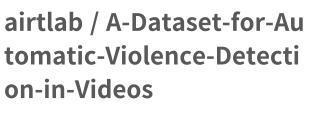 airtlab / A-Dataset-for-Au
tomatic-Violence-Detecti
on-in-Videos